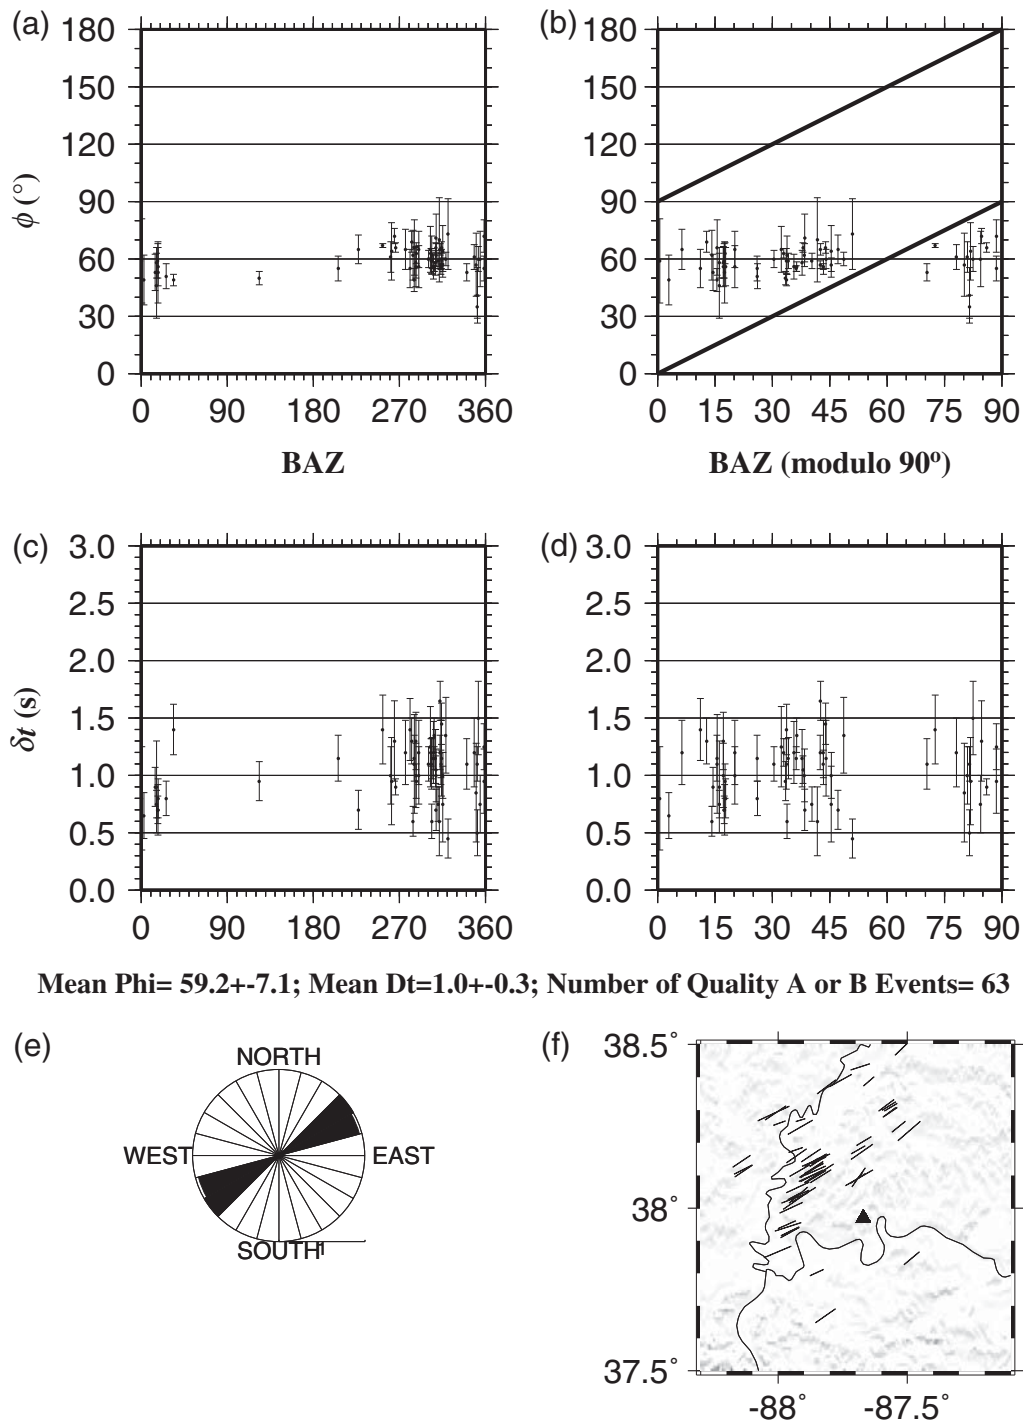 (a)
180
150
120
90
60
30
0
ϕ (°)
0 90 180 270 360
BAZ
(b)
180
150
120
90
60
30
0
0 15 30 45 60 75 90
BAZ (modulo 90º)
(c)
3.0
2.5
2.0
1.5
1.0
0.5
0.0
δt (s)
0 90 180 270 360
(d)
3.0
2.5
2.0
1.5
1.0
0.5
0.0
0 15 30 45 60 75 90
Mean Phi= 59.2+-7.1; Mean Dt=1.0+-0.3; Number of Quality A or B Events= 63
(e)
NORTH
WEST
EAST
SOUTH
(f)
38.5°
38°
37.5°
-88° -87.5°